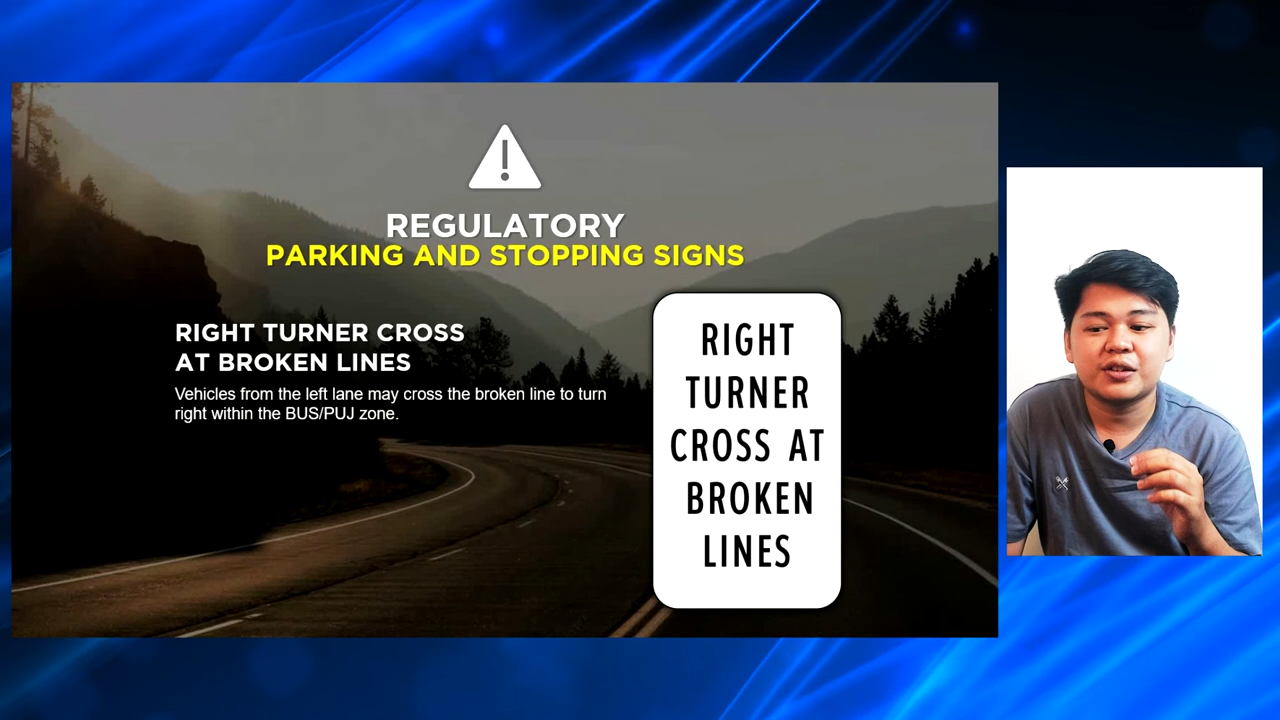 REGULATORY
PARKING AND STOPPING SIGNS
RIGHT TURNER CROSS
AT BROKEN LINES
Vehicles from the left lane may cross the broken line to turn
right within the BUS/PUJ zone.
RIGHT
TURNER
CROSS AT
BROKEN
LINES